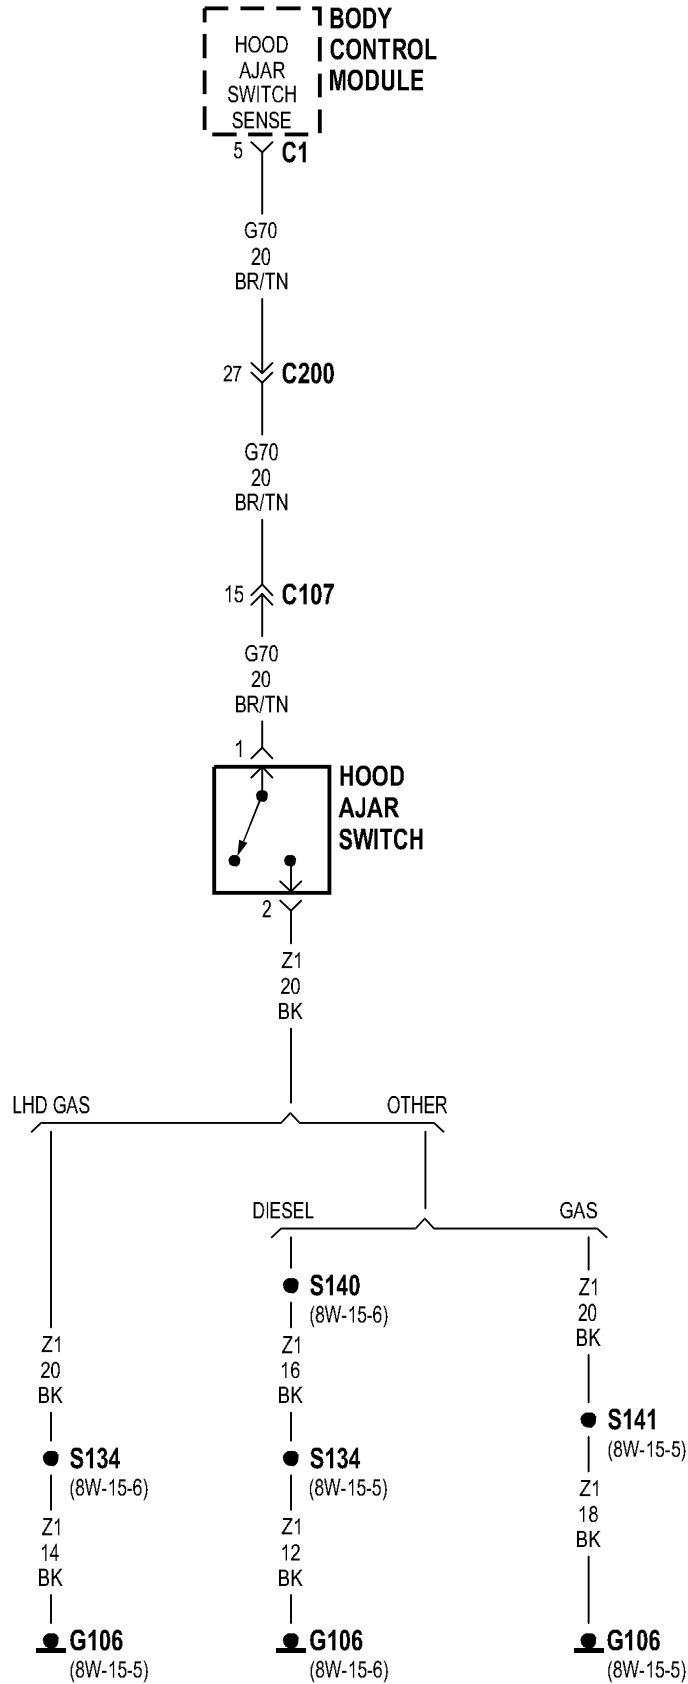 HOOD
AJAR
SWITCH
SENSE
BODY
CONTROL
MODULE
5 C1
G70
20
BR/TN
27 C200
G70
20
BR/TN
15 C107
G70
20
BR/TN
1
HOOD
AJAR
SWITCH
2
Z1
20
BK
LHD GAS OTHER
DIESEL GAS
Z1
20
BK
S134
(8W-15-6)
Z1
14
BK
G106
(8W-15-5)
S140
(8W-15-6)
Z1
16
BK
S134
(8W-15-5)
Z1
12
BK
G106
(8W-15-6)
Z1
20
BK
S141
(8W-15-5)
Z1
18
BK
G106
(8W-15-5)